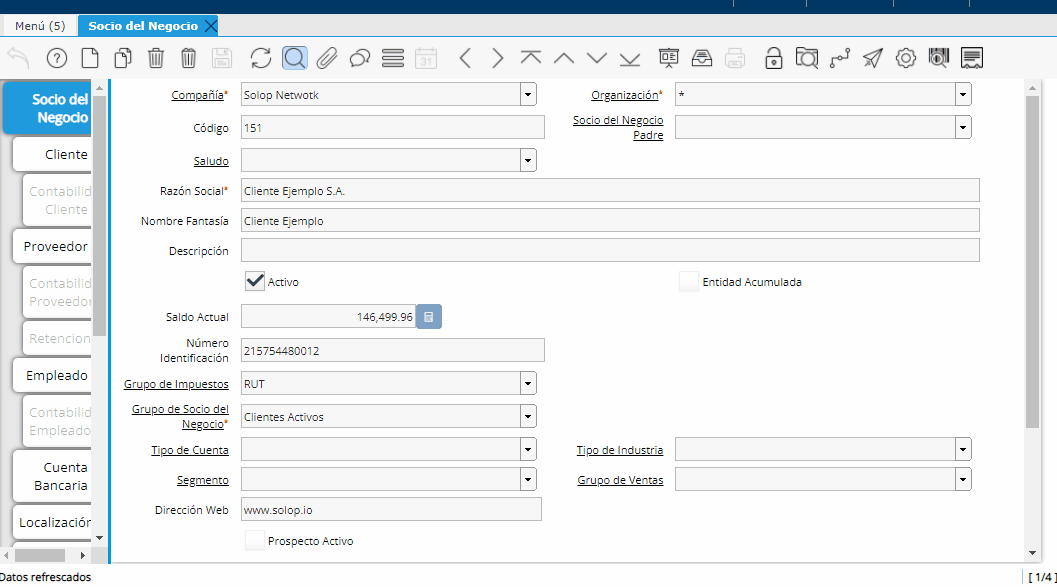 Menú (5)
Socio del Negocio
31
Socio del
Negocio
Cliente
Contabilid
Cliente
Proveedor
Contabilid
Proveedor
Retencion
Empleado
Contabilid
Empleado
Cuenta
Bancaria
Localización
Compañía* Solop Netwotk
Organización* *
Código 151
Socio del Negocio
Padre
Saludo
Razón Social* Cliente Ejemplo S.A.
Nombre Fantasía Cliente Ejemplo
Descripción
Activo
Entidad Acumulada
Saldo Actual 146,499.96
Número
Identificación 215754480012
Grupo de Impuestos RUT
Grupo de Socio del
Negocio* Clientes Activos
Tipo de Cuenta
Tipo de Industria
Segmento
Grupo de Ventas
Dirección Web www.solop.io
Prospecto Activo
Datos refrescados
[ 1/4 ]